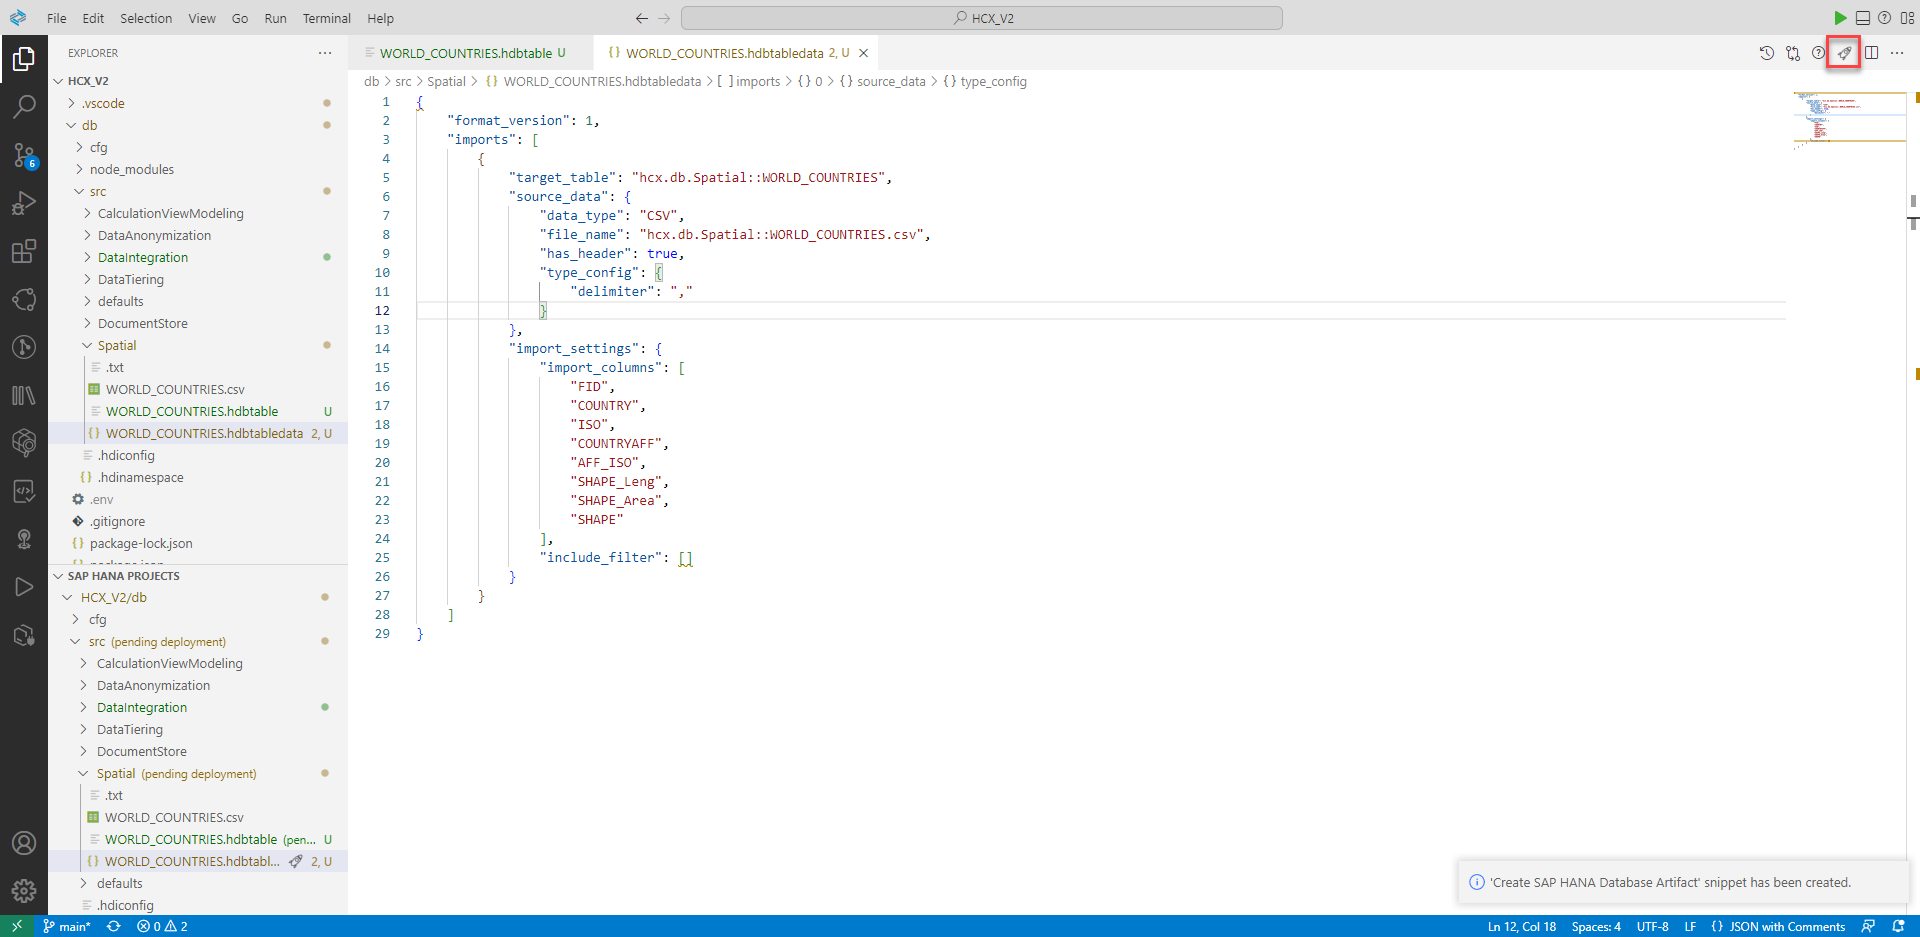 File Edit Selection View Go Run Terminal Help
HCX_V2
EXPLORER
WORLD_COUNTRIES.hdbtable U
WORLD_COUNTRIES.hdbtabledata 2, U
db > src > Spatial > {} WORLD_COUNTRIES.hdbtabledata > [ ] imports > {} 0 > {} source_data > {} type_config
HCX_V2
.vscode
db
cfg
node_modules
src
CalculationViewModeling
DataAnonymization
DataIntegration
DataTiering
defaults
DocumentStore
Spatial
.txt
WORLD_COUNTRIES.csv
WORLD_COUNTRIES.hdbtable U
{} WORLD_COUNTRIES.hdbtabledata 2, U
.hdiconfig
{} .hdinamespace
.env
.gitignore
{} package-lock.json
SAP HANA PROJECTS
HCX_V2/db
cfg
src (pending deployment)
CalculationViewModeling
DataAnonymization
DataIntegration
DataTiering
DocumentStore
Spatial (pending deployment)
.txt
WORLD_COUNTRIES.csv
WORLD_COUNTRIES.hdbtable (pen... U
{} WORLD_COUNTRIES.hdbtabl... 2, U
defaults
.hdiconfig
6
1 {
2 "format_version": 1,
3 "imports": [
4 {
5 "target_table": "hcx.db.Spatial::WORLD_COUNTRIES",
6 "source_data": {
7 "data_type": "CSV",
8 "file_name": "hcx.db.Spatial::WORLD_COUNTRIES.csv",
9 "has_header": true,
10 "type_config": {
11 "delimiter": ","
12 }
13 },
14 "import_settings": {
15 "import_columns": [
16 "FID",
17 "COUNTRY",
18 "ISO",
19 "COUNTRYAFF",
20 "AFF_ISO",
21 "SHAPE_Leng",
22 "SHAPE_Area",
23 "SHAPE"
24 ],
25 "include_filter": []
26 }
27 }
28 ]
29 }
'Create SAP HANA Database Artifact' snippet has been created.
main* 0 2
Ln 12, Col 18 Spaces: 4 UTF-8 LF {} JSON with Comments